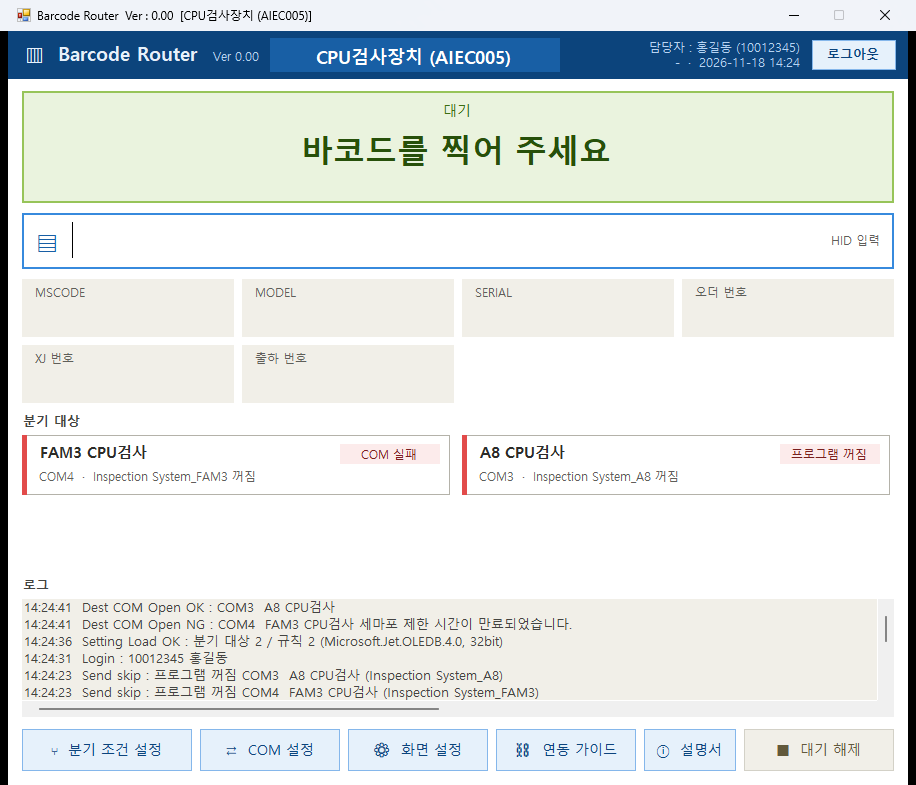 Barcode Router Ver : 0.00 [CPU검사장치 (AIEC005)]
Barcode Router Ver 0.00
CPU검사장치 (AIEC005)
담당자 : 홍길동 (10012345)
- · 2026-11-18 14:24
로그아웃
대기
바코드를 찍어 주세요
HID 입력
MSCODE
MODEL
SERIAL
오더 번호
XJ 번호
출하 번호
분기 대상
FAM3 CPU검사
COM 실패
COM4 · Inspection System_FAM3 꺼짐
A8 CPU검사
프로그램 꺼짐
COM3 · Inspection System_A8 꺼짐
로그
14:24:41 Dest COM Open OK : COM3 A8 CPU검사
14:24:41 Dest COM Open NG : COM4 FAM3 CPU검사 세마포 제한 시간이 만료되었습니다.
14:24:36 Setting Load OK : 분기 대상 2 / 규칙 2 (Microsoft.Jet.OLEDB.4.0, 32bit)
14:24:31 Login : 10012345 홍길동
14:24:23 Send skip : 프로그램 꺼짐 COM3 A8 CPU검사 (Inspection System_A8)
14:24:23 Send skip : 프로그램 꺼짐 COM4 FAM3 CPU검사 (Inspection System_FAM3)
분기 조건 설정
COM 설정
화면 설정
연동 가이드
설명서
대기 해제